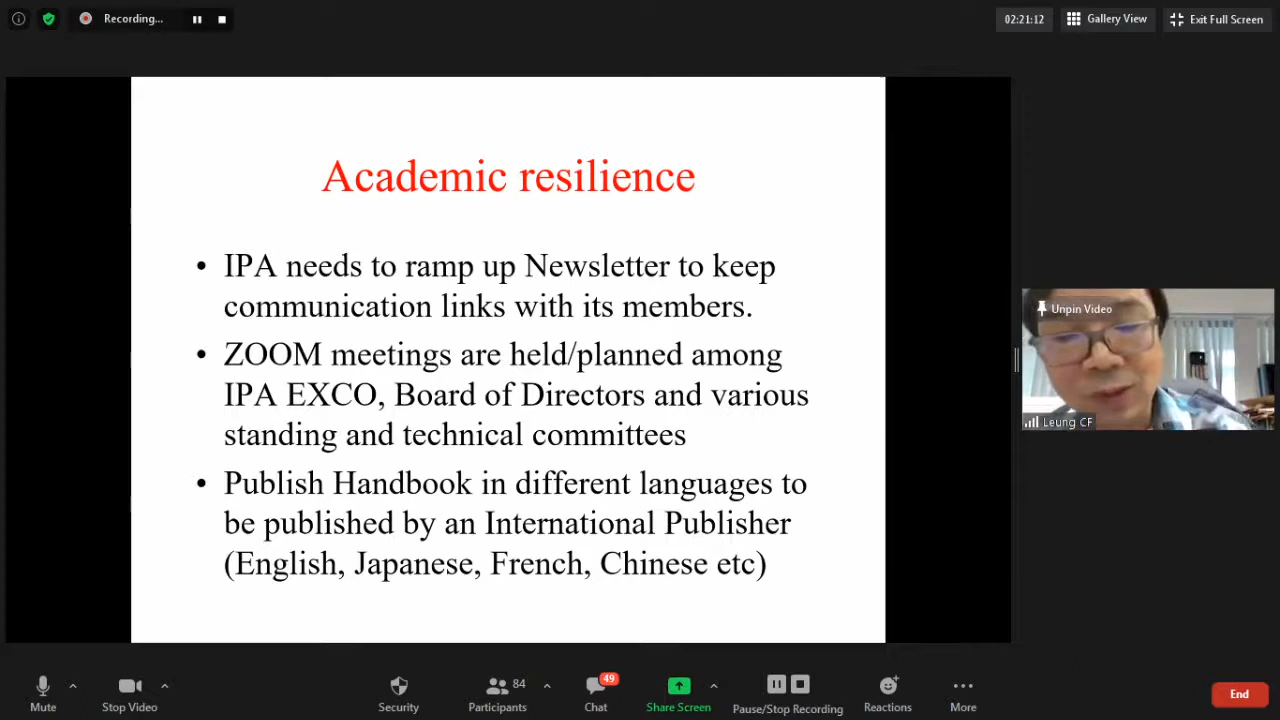 Recording...
02:21:12
Gallery View
Exit Full Screen
Academic resilience
• IPA needs to ramp up Newsletter to keep
communication links with its members.
• ZOOM meetings are held/planned among
IPA EXCO, Board of Directors and various
standing and technical committees
• Publish Handbook in different languages to
be published by an International Publisher
(English, Japanese, French, Chinese etc)
Unpin Video
Leung CF
84
49
Mute
Stop Video
Security
Participants
Chat
Share Screen
Pause/Stop Recording
Reactions
More
End